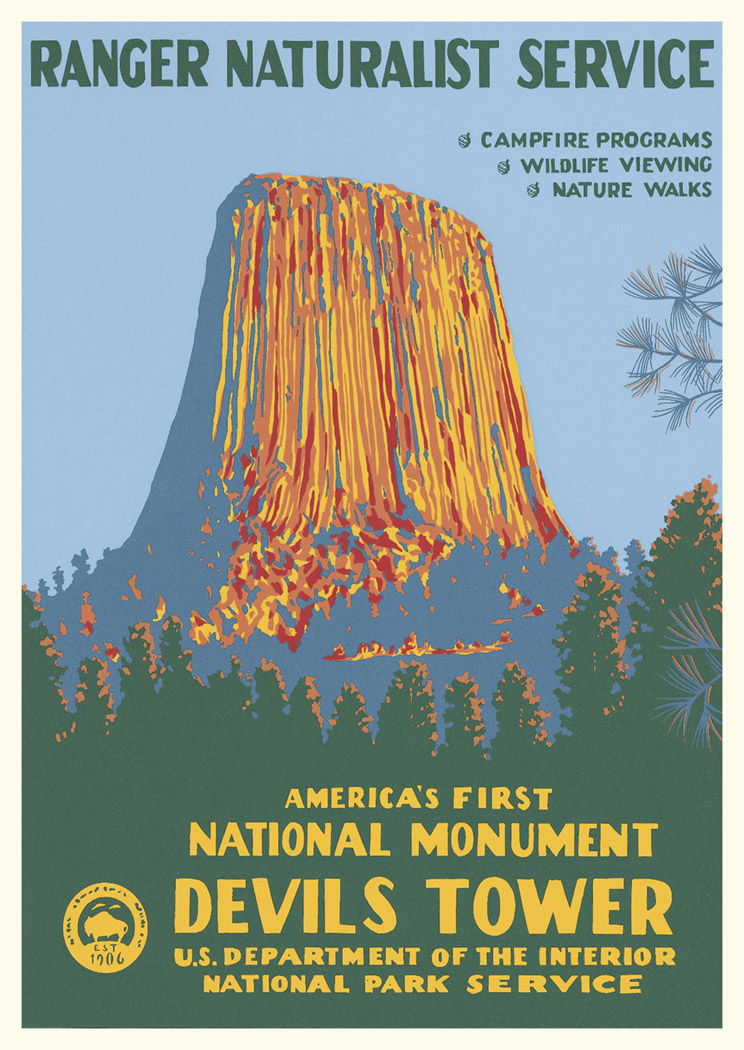 RANGER NATURALIST SERVICE
CAMPFIRE PROGRAMS
WILDLIFE VIEWING
NATURE WALKS
AMERICA'S FIRST
NATIONAL MONUMENT
DEVILS TOWER
EST
1906
U.S. DEPARTMENT OF THE INTERIOR
NATIONAL PARK SERVICE